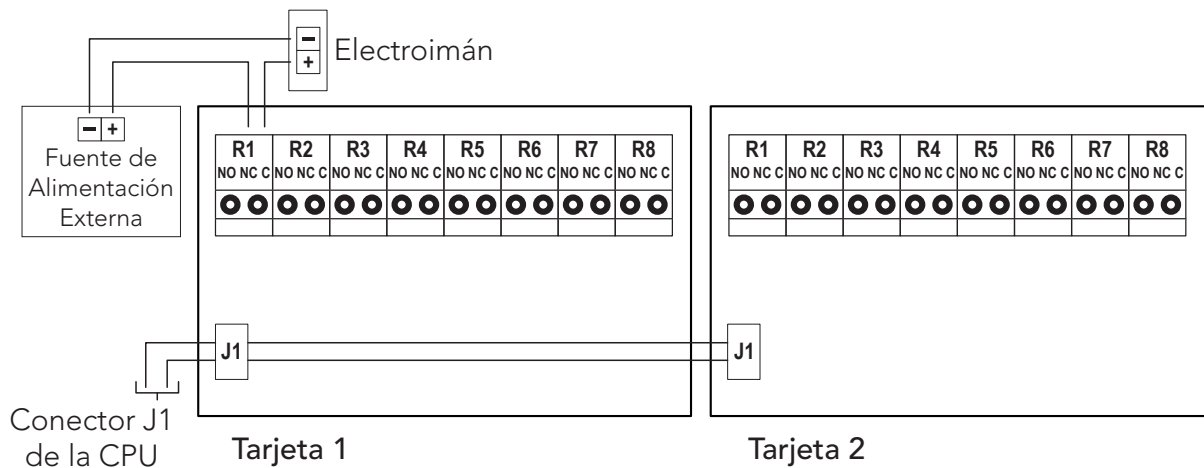 − Electroimán
+
− +
Fuente de
Alimentación
Externa
R1 R2 R3 R4 R5 R6 R7 R8
NO NC C NO NC C NO NC C NO NC C NO NC C NO NC C NO NC C NO NC C
R1 R2 R3 R4 R5 R6 R7 R8
NO NC C NO NC C NO NC C NO NC C NO NC C NO NC C NO NC C NO NC C
J1
J1
Conector J1
de la CPU
Tarjeta 1
Tarjeta 2